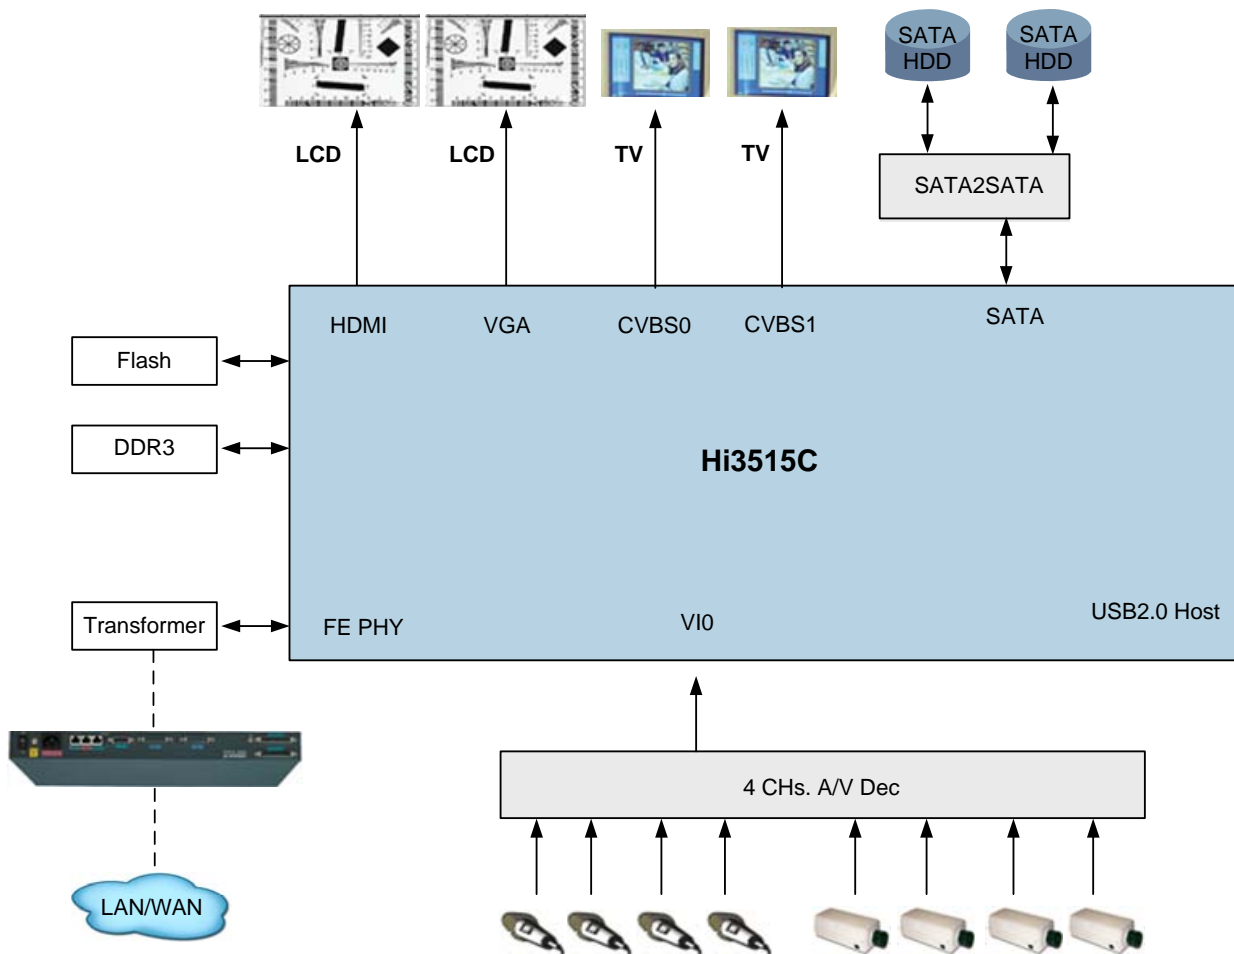 SATA
HDD
SATA
HDD
LCD
LCD
TV
TV
SATA2SATA
HDMI
VGA
CVBS0
CVBS1
SATA
Flash
DDR3
Hi3515C
Transformer
FE PHY
VI0
USB2.0 Host
4 CHs. A/V Dec
LAN/WAN